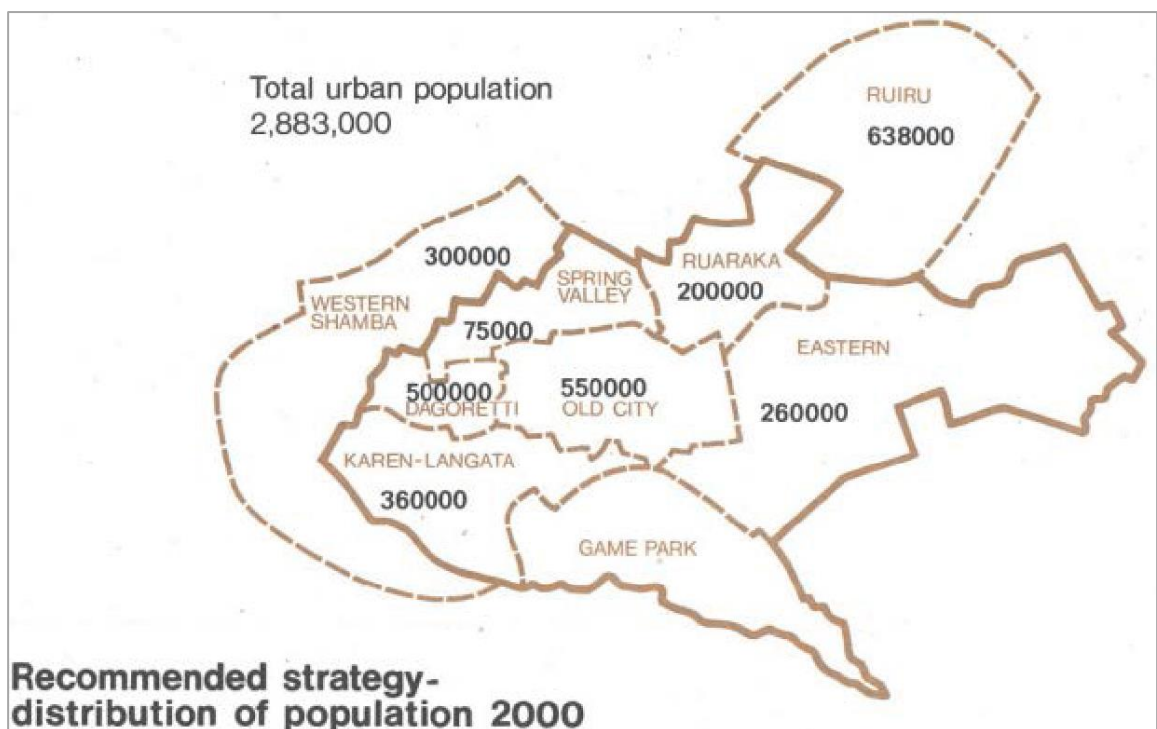 Total urban population
2,883,000
RUIRU
638000
300000
WESTERN
SHAMBA
SPRING
VALLEY
75000
RUARAKA
200000
EASTERN
260000
500000
DAGORETTI
550000
OLD CITY
KAREN-LANGATA
360000
GAME PARK
Recommended strategy-
distribution of population 2000